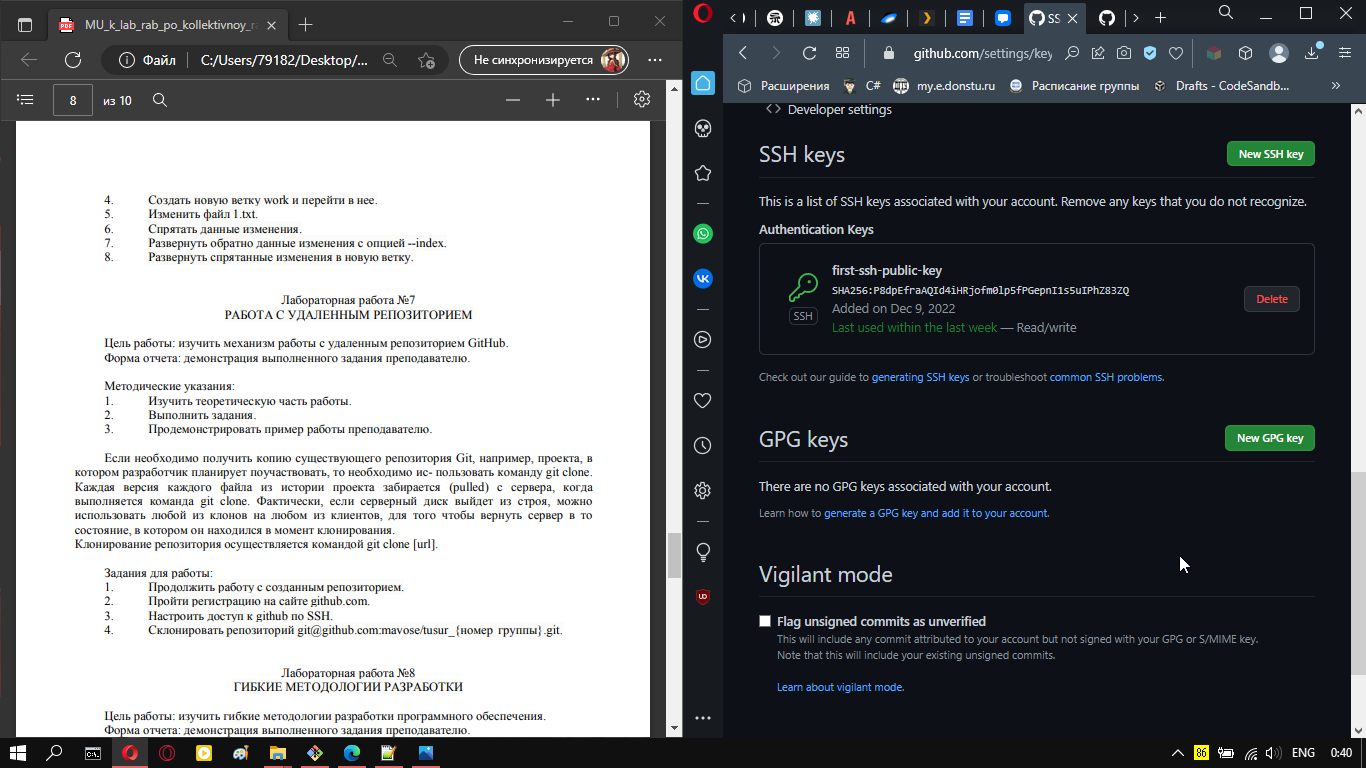 MU_k_lab_rab_po_kollektivnoy_r
Файл
C:/Users/79182/Desktop/...
Не синхронизируется
8
из 10
4. Создать новую ветку work и перейти в нее.
5. Изменить файл 1.txt.
6. Спрятать данные изменения.
7. Развернуть обратно данные изменения с опцией --index.
8. Развернуть спрятанные изменения в новую ветку.
Лабораторная работа №7
РАБОТА С УДАЛЕННЫМ РЕПОЗИТОРИЕМ
Цель работы: изучить механизм работы с удаленным репозиторием GitHub.
Форма отчета: демонстрация выполненного задания преподавателю.
Методические указания:
1. Изучить теоретическую часть работы.
2. Выполнить задания.
3. Продемонстрировать пример работы преподавателю.
Если необходимо получить копию существующего репозитория Git, например, проекта, в
котором разработчик планирует поучаствовать, то необходимо ис- пользовать команду git clone.
Каждая версия каждого файла из истории проекта забирается (pulled) с сервера, когда
выполняется команда git clone. Фактически, если серверный диск выйдет из строя, можно
использовать любой из клонов на любом из клиентов, для того чтобы вернуть сервер в то
состояние, в котором он находился в момент клонирования.
Клонирование репозитория осуществляется командой git clone [url].
Задания для работы:
1. Продолжить работу с созданным репозиторием.
2. Пройти регистрацию на сайте github.com.
3. Настроить доступ к github по SSH.
4. Склонировать репозиторий git@github.com:mavose/tusur_{номер группы}.git.
Лабораторная работа №8
ГИБКИЕ МЕТОДОЛОГИИ РАЗРАБОТКИ
Цель работы: изучить гибкие методологии разработки программного обеспечения.
Форма отчета: демонстрация выполненного задания преподавателю.
SS
github.com/settings/key
Расширения
C#
my.e.donstu.ru
Расписание группы
Drafts - CodeSandb...
Developer settings
SSH keys
New SSH key
This is a list of SSH keys associated with your account. Remove any keys that you do not recognize.
Authentication Keys
first-ssh-public-key
SHA256:P8dpEfraAQId4iHRjofm0lp5fPGepnI1s5uIPhZ83ZQ
Added on Dec 9, 2022
SSH
Last used within the last week — Read/write
Delete
Check out our guide to generating SSH keys or troubleshoot common SSH problems.
GPG keys
New GPG key
There are no GPG keys associated with your account.
Learn how to generate a GPG key and add it to your account.
Vigilant mode
Flag unsigned commits as unverified
This will include any commit attributed to your account but not signed with your GPG or S/MIME key.
Note that this will include your existing unsigned commits.
Learn about vigilant mode.
86
ENG
0:40